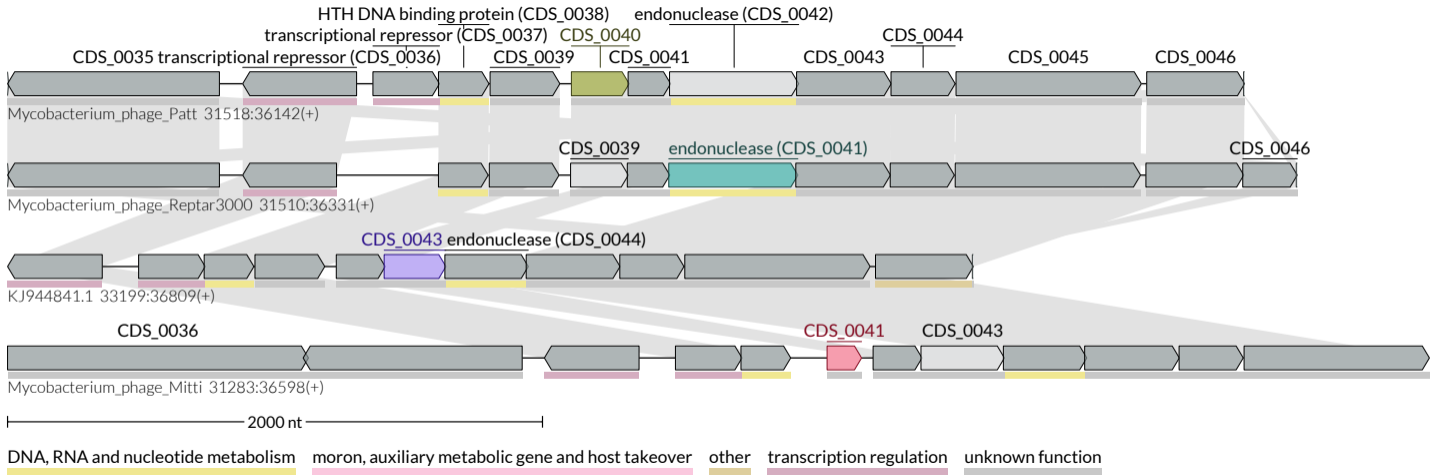 HTH DNA binding protein (CDS_0038) endonuclease (CDS_0042)
transcriptional repressor (CDS_0037) CDS_0040 CDS_0044
CDS_0035 transcriptional repressor (CDS_0036) CDS_0039 CDS_0041 CDS_0043 CDS_0045 CDS_0046
Mycobacterium_phage_Patt 31518:36142(+)
CDS_0039 endonuclease (CDS_0041) CDS_0046
Mycobacterium_phage_Reptar3000 31510:36331(+)
CDS_0043 endonuclease (CDS_0044)
KJ944841.1 33199:36809(+)
CDS_0036 CDS_0041 CDS_0043
Mycobacterium_phage_Mitti 31283:36598(+)
2000 nt
DNA, RNA and nucleotide metabolism moron, auxiliary metabolic gene and host takeover other transcription regulation unknown function